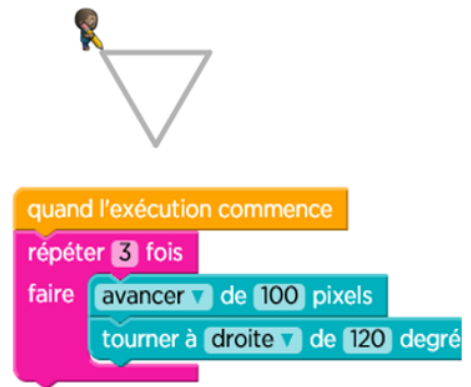 quand l'exécution commence
répéter 3 fois
faire avancer de 100 pixels
tourner à droite de 120 degré